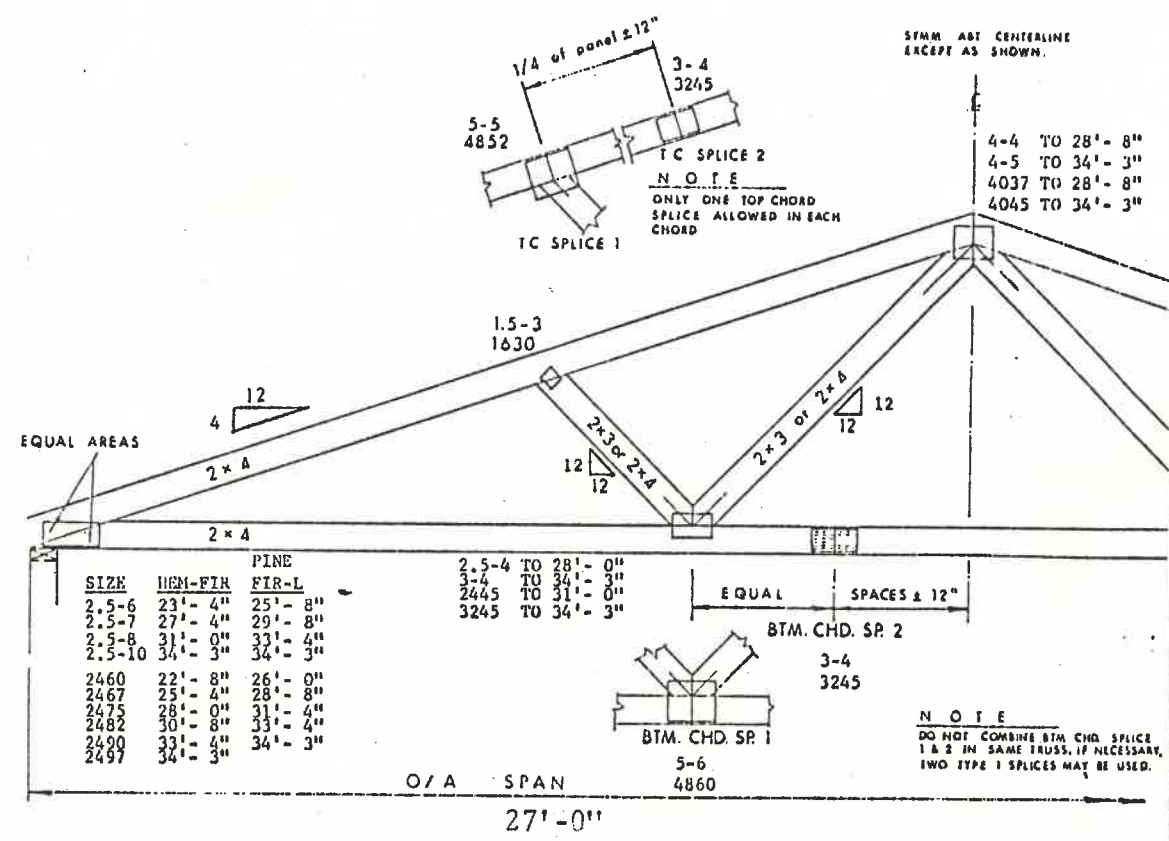 SYMM ABT CENTERLINE
EXCEPT AS SHOWN.
1/4 of panel ± 12"
3-4
3245
5-5
4852
TC SPLICE 2
NOTE
ONLY ONE TOP CHORD
SPLICE ALLOWED IN EACH
CHORD
TC SPLICE 1
4-4 TO 28'- 8"
4-5 TO 34'- 3"
4037 TO 28'- 8"
4045 TO 34'- 3"
1.5-3
1630
12
4
EQUAL AREAS
2 × 4
2×3 or 2×4
12
12
2×3 or 2×4
12
12
2 × 4
PINE
SIZE HEM-FIR FIR-L
2.5-6 23'- 4" 25'- 8"
2.5-7 27'- 4" 29'- 8"
2.5-8 31'- 0" 33'- 4"
2.5-10 34'- 3" 34'- 3"
2460 22'- 8" 26'- 0"
2467 25'- 4" 28'- 8"
2475 28'- 0" 31'- 4"
2482 30'- 8" 33'- 4"
2490 33'- 4" 34'- 3"
2497 34'- 3"
2.5-4 TO 28'- 0"
3-4 TO 34'- 3"
2445 TO 31'- 0"
3245 TO 34'- 3"
EQUAL SPACES ± 12"
BTM. CHD. SP. 2
3-4
3245
BTM. CHD. SP. 1
5-6
4860
NOTE
DO NOT COMBINE BTM CHD. SPLICE
1 & 2 IN SAME TRUSS. IF NECESSARY,
TWO TYPE 1 SPLICES MAY BE USED.
O/A SPAN
27'-0"